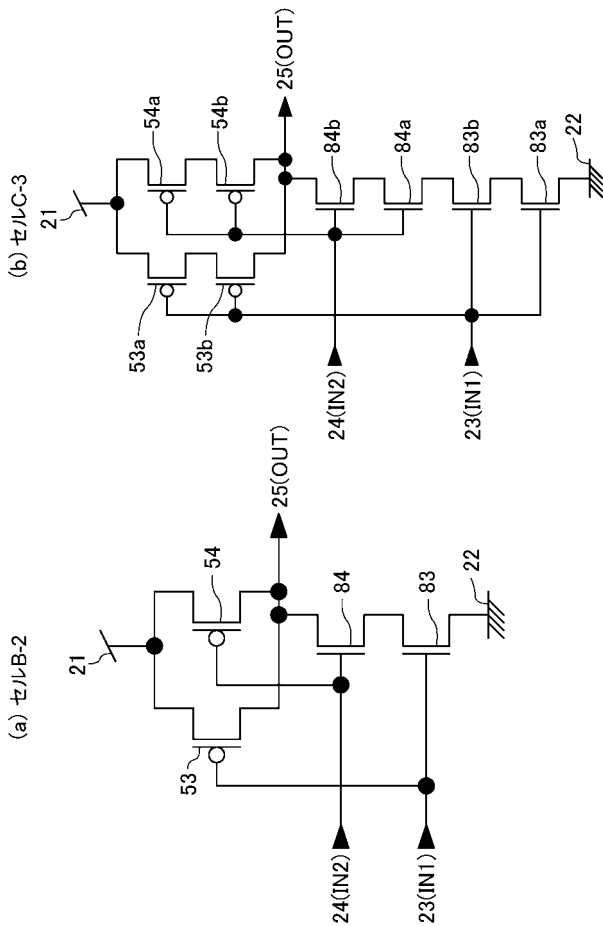 (a) セルB-2
21
53
54
25(OUT)
84
24(IN2)
83
23(IN1)
22
(b) セルC-3
21
53a
54a
53b
54b
25(OUT)
84b
24(IN2)
84a
83b
23(IN1)
83a
22